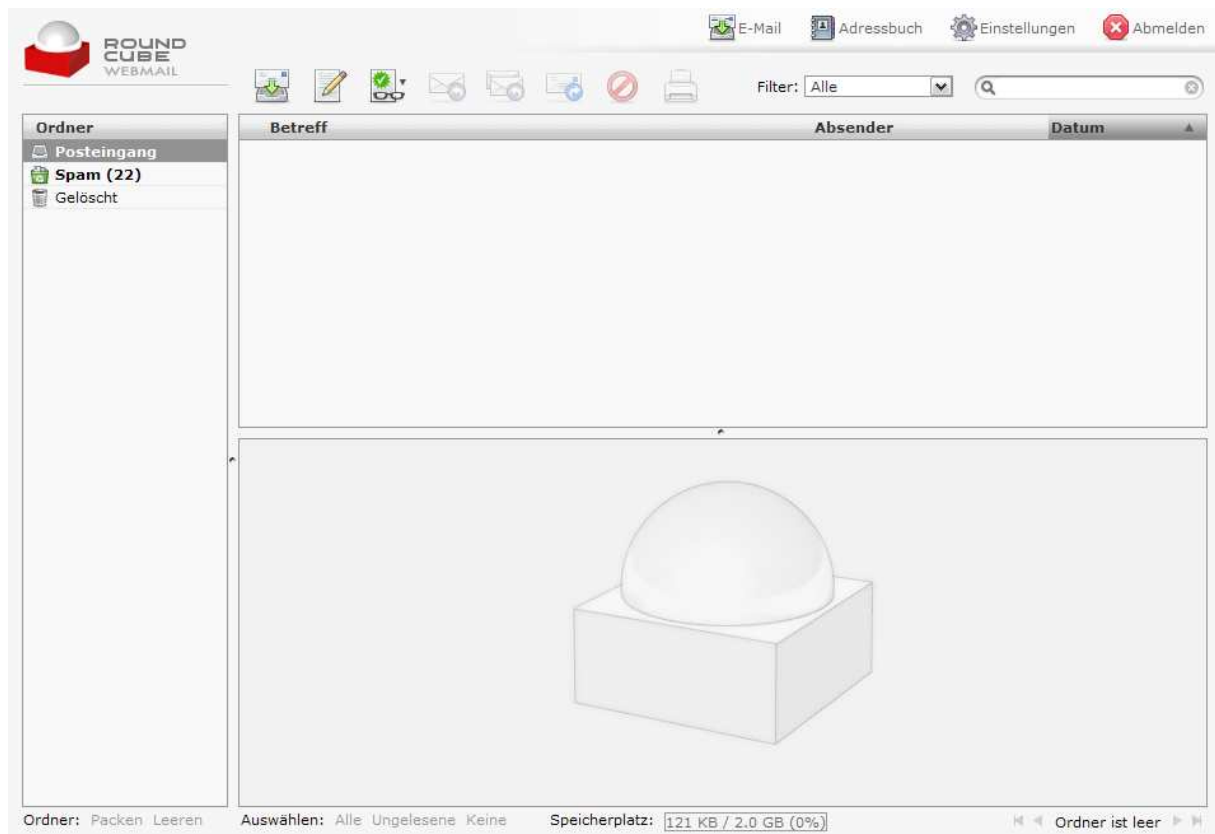 ROUND
CUBE
WEBMAIL
E-Mail Adressbuch Einstellungen Abmelden
Filter: Alle
Ordner
Posteingang
Spam (22)
Gelöscht
Betreff Absender Datum
Ordner: Packen Leeren
Auswählen: Alle Ungelesene Keine
Speicherplatz: 121 KB / 2.0 GB (0%)
Ordner ist leer